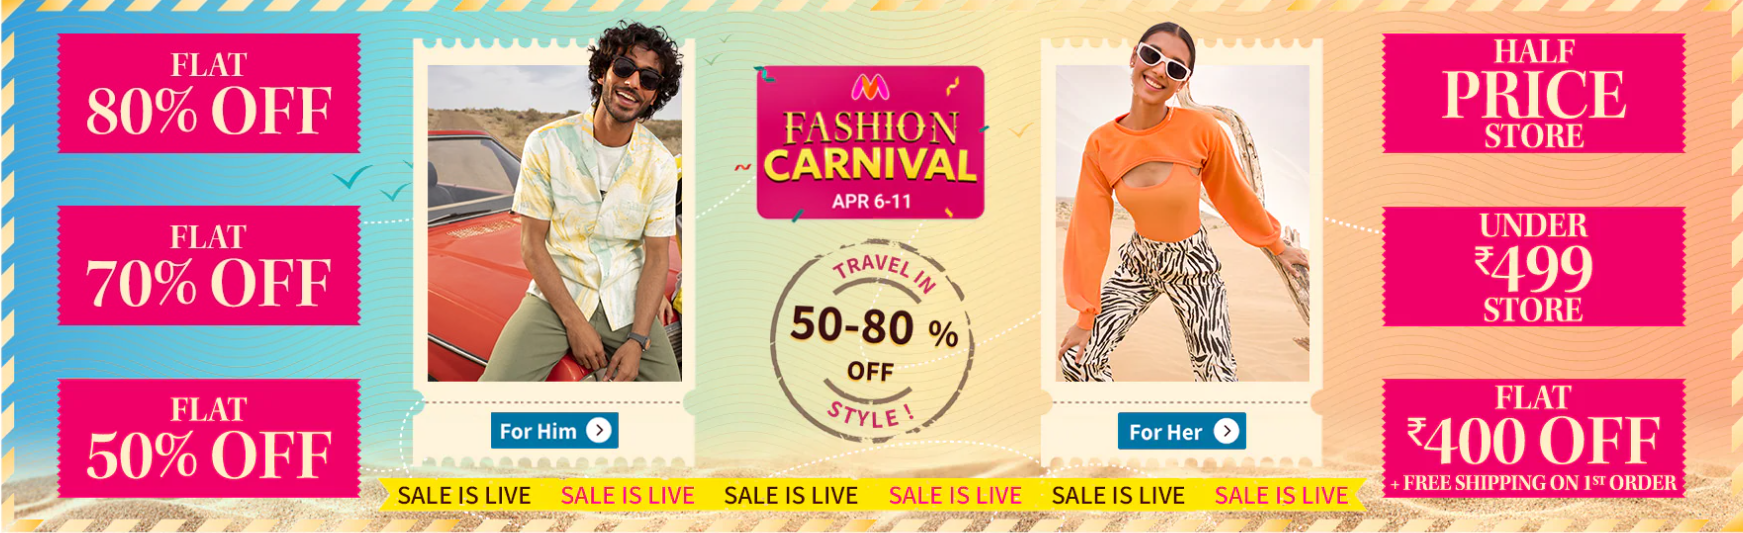 FLAT
80% OFF
FLAT
70% OFF
FLAT
50% OFF
For Him
FASHION
CARNIVAL
APR 6-11
TRAVEL IN
50-80 %
OFF
STYLE !
For Her
HALF
PRICE
STORE
UNDER
₹499
STORE
FLAT
₹400 OFF
+ FREE SHIPPING ON 1ST ORDER
SALE IS LIVE SALE IS LIVE SALE IS LIVE SALE IS LIVE SALE IS LIVE SALE IS LIVE